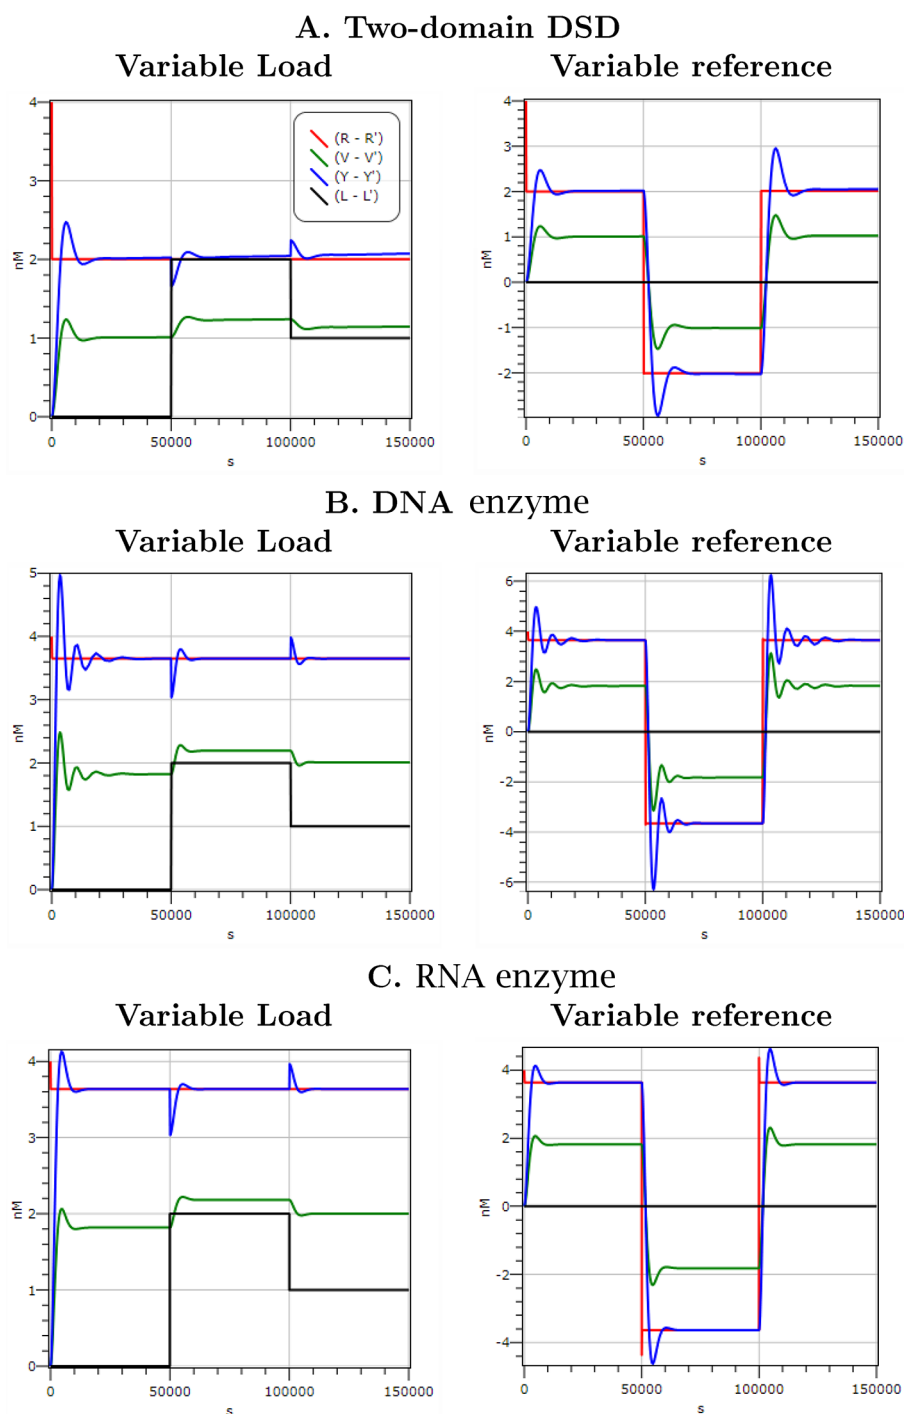 A. Two-domain DSD
Variable Load
Variable reference
4
3
2
1
0
nM
(R - R')
(V - V')
(Y - Y')
(L - L')
0 50000 100000 150000
s
4
3
2
1
0
-1
-2
nM
0 50000 100000 150000
s
B. DNA enzyme
Variable Load
Variable reference
5
4
3
2
1
0
nM
0 50000 100000 150000
s
6
4
2
0
-2
-4
-6
nM
0 50000 100000 150000
s
C. RNA enzyme
Variable Load
Variable reference
4
3
2
1
0
nM
0 50000 100000 150000
s
4
2
0
-2
-4
nM
0 50000 100000 150000
s